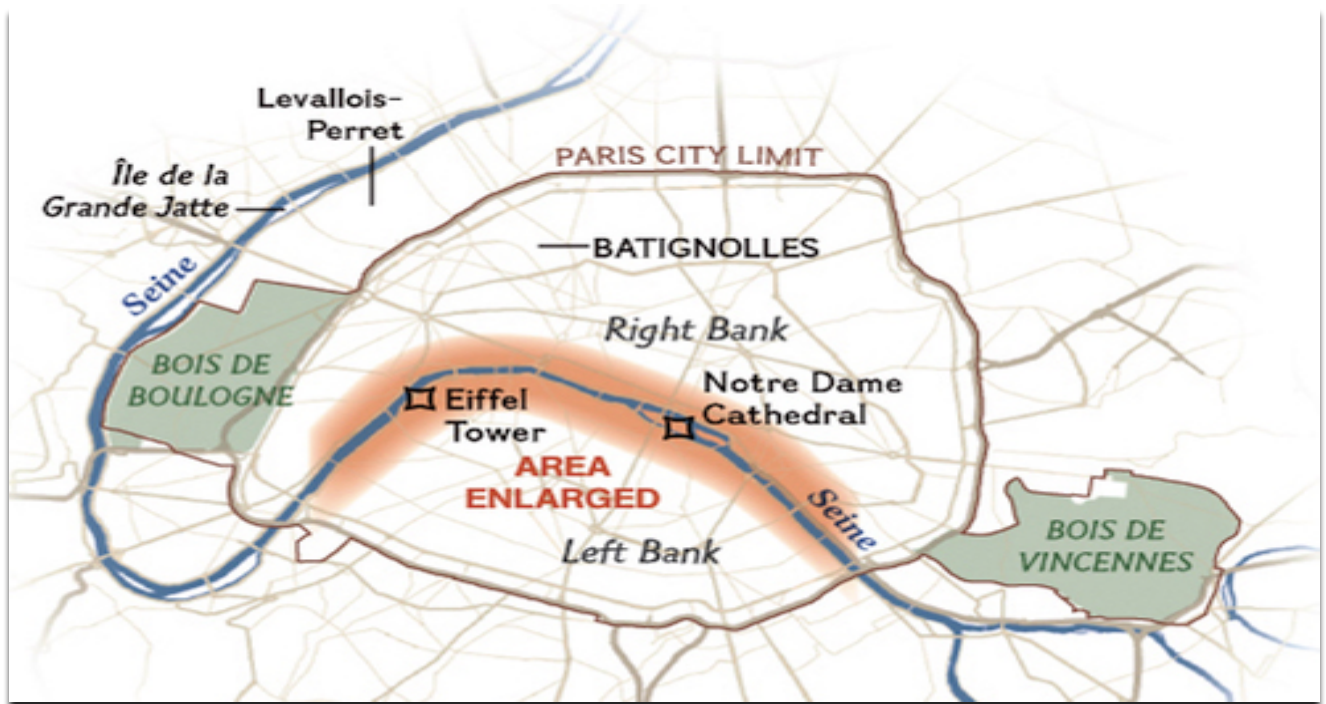 Levallois-
Perret
PARIS CITY LIMIT
Île de la
Grande Jatte
BATIGNOLLES
Seine
Right Bank
BOIS DE
BOULOGNE
Notre Dame
Cathedral
Eiffel
Tower
AREA
ENLARGED
Seine
Left Bank
BOIS DE
VINCENNES